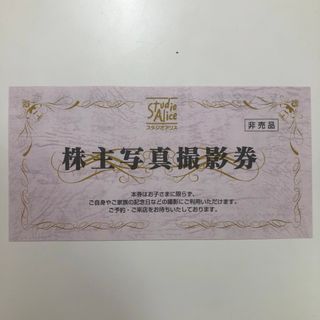 Studio
Alice
スタジオアリス
非売品
株主写真撮影券
本券はお子さまに限らず、
ご自身やご家族の記念日などの撮影にご利用いただけます。
ご予約・ご来店をお待ちいたしております。